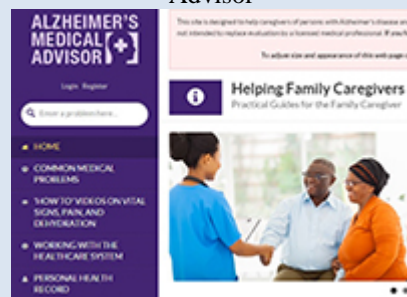 Advisor
ALZHEIMER'S
MEDICAL
ADVISOR [+]
Login Register
Enter a problem here...
HOME
COMMON MEDICAL
PROBLEMS
'HOW TO' VIDEOS ON VITAL
SIGNS, PAIN, AND
DEHYDRATION
WORKING WITH THE
HEALTHCARE SYSTEM
PERSONAL HEALTH
RECORD
This site is designed to help caregivers of persons with Alzheimer's disease an
not intended to replace evaluation by a licensed medical professional. If you f
To adjust size and appearance of this web page
Helping Family Caregivers
Practical Guides for the Family Caregiver